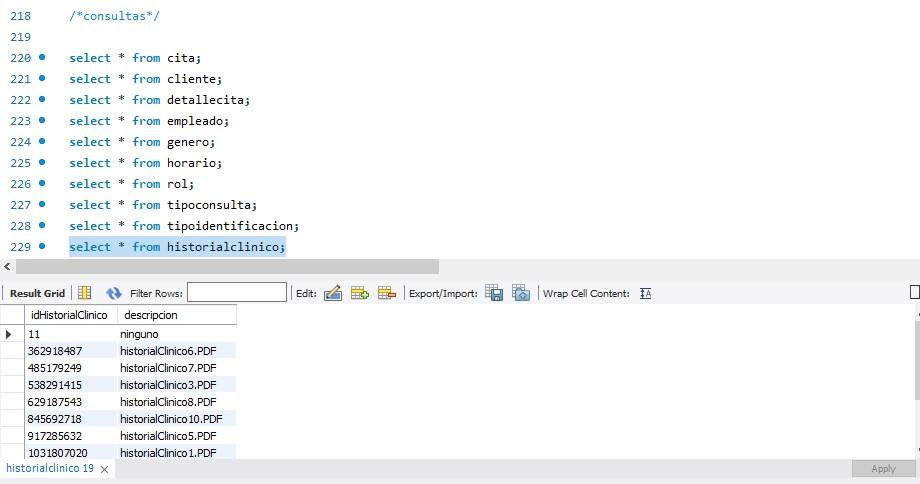 218 /*consultas*/
219
220 select * from cita;
221 select * from cliente;
222 select * from detallecita;
223 select * from empleado;
224 select * from genero;
225 select * from horario;
226 select * from rol;
227 select * from tipoconsulta;
228 select * from tipoidentificacion;
229 select * from historialclinico;
Result Grid Filter Rows: Edit: Export/Import: Wrap Cell Content:
idHistorialClinico descripcion
11 ninguno
362918487 historialClinico6.PDF
485179249 historialClinico7.PDF
538291415 historialClinico3.PDF
629187543 historialClinico8.PDF
845692718 historialClinico10.PDF
917285632 historialClinico5.PDF
1031807020 historialClinico1.PDF
historialclinico 19 Apply